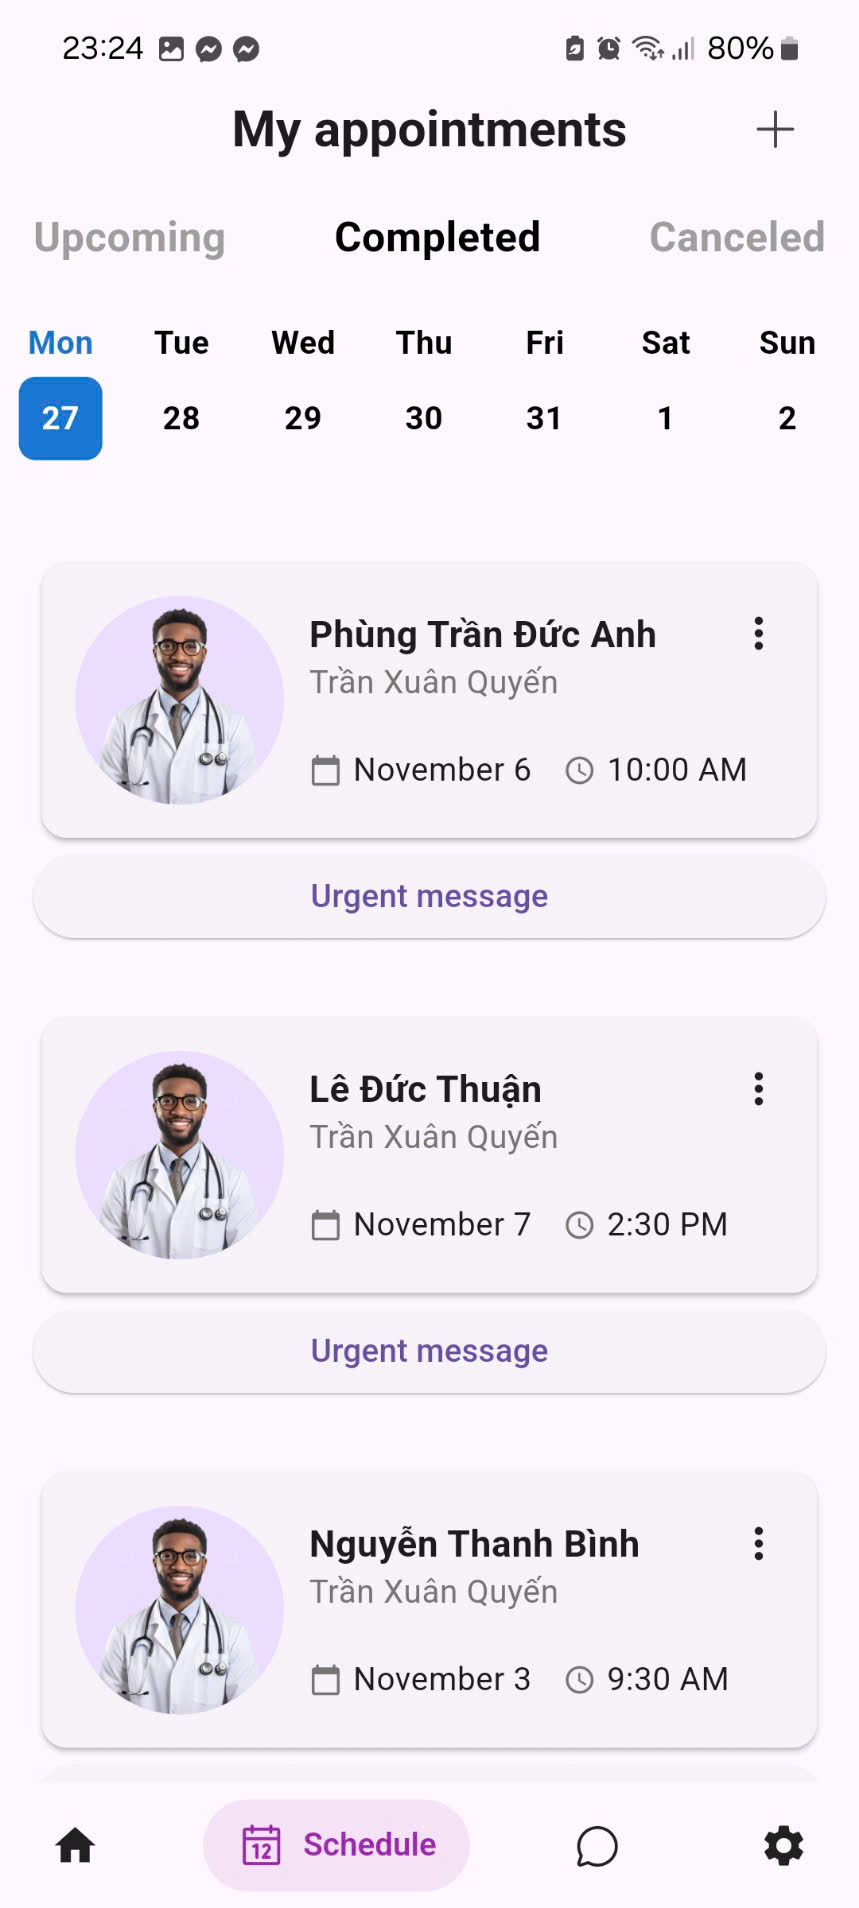 23:24 80%
My appointments
Upcoming Completed Canceled
Mon Tue Wed Thu Fri Sat Sun
27 28 29 30 31 1 2
Phùng Trần Đức Anh
Trần Xuân Quyến
November 6 10:00 AM
Urgent message
Lê Đức Thuận
Trần Xuân Quyến
November 7 2:30 PM
Urgent message
Nguyễn Thanh Bình
Trần Xuân Quyến
November 3 9:30 AM
12 Schedule